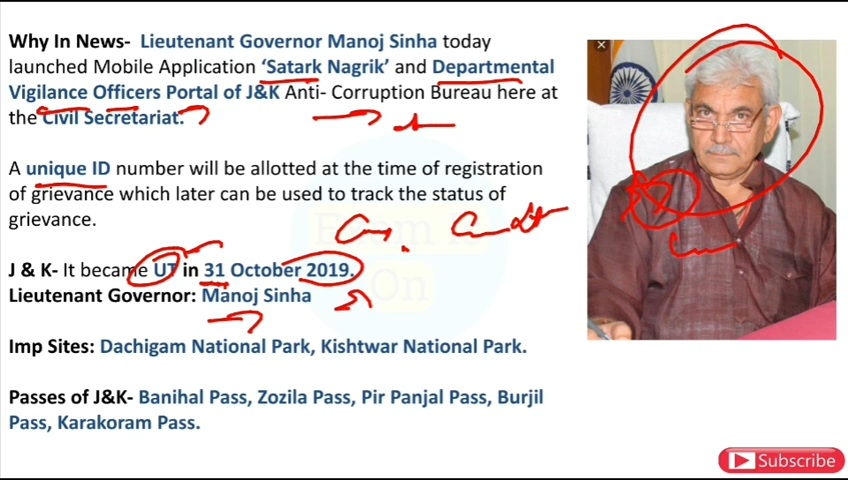 Why In News- Lieutenant Governor Manoj Sinha today
launched Mobile Application ‘Satark Nagrik’ and Departmental
Vigilance Officers Portal of J&K Anti- Corruption Bureau here at
the Civil Secretariat.
A unique ID number will be allotted at the time of registration
of grievance which later can be used to track the status of
grievance.
J & K- It became UT in 31 October 2019.
Lieutenant Governor: Manoj Sinha
Imp Sites: Dachigam National Park, Kishtwar National Park.
Passes of J&K- Banihal Pass, Zozila Pass, Pir Panjal Pass, Burjil
Pass, Karakoram Pass.
Subscribe